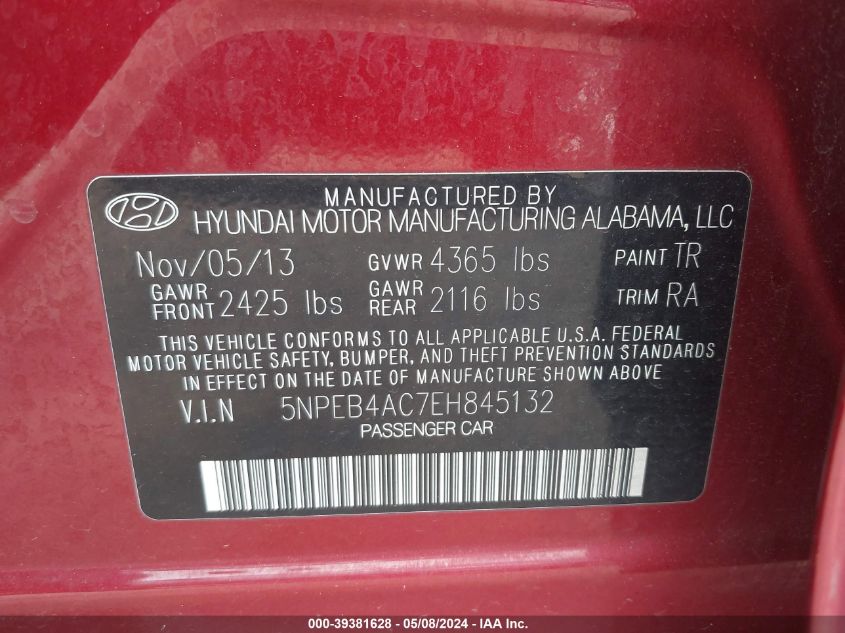 MANUFACTURED BY
HYUNDAI MOTOR MANUFACTURING ALABAMA, LLC
Nov/05/13 GVWR 4365 lbs PAINT TR
GAWR FRONT 2425 lbs GAWR REAR 2116 lbs TRIM RA
THIS VEHICLE CONFORMS TO ALL APPLICABLE U.S.A. FEDERAL
MOTOR VEHICLE SAFETY, BUMPER, AND THEFT PREVENTION STANDARDS
IN EFFECT ON THE DATE OF MANUFACTURE SHOWN ABOVE
V.I.N 5NPEB4AC7EH845132
PASSENGER CAR
000-39381628 - 05/08/2024 - Copyright © IAA, Inc.